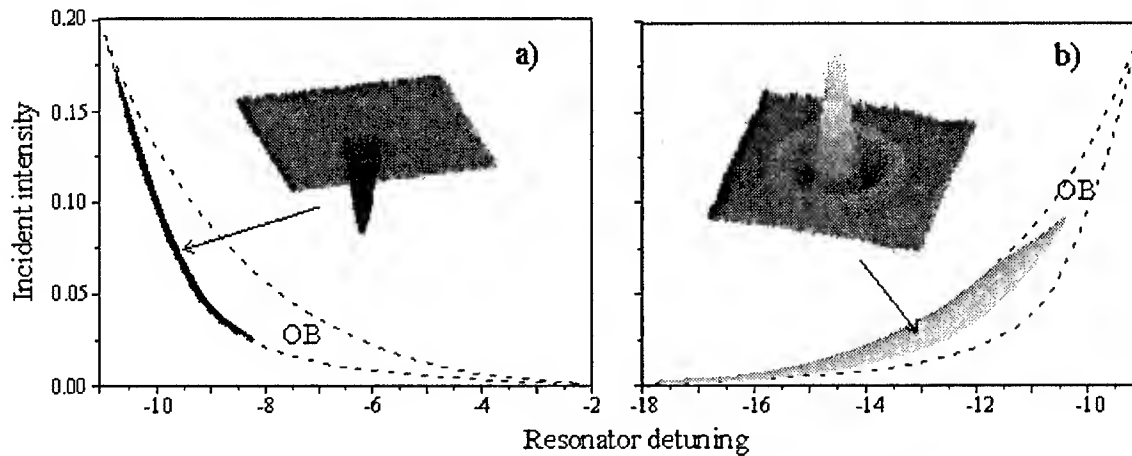 0.20
a)
b)
0.15
0.10
0.05
0.00
Incident intensity
OB
OB
-10
-8
-6
-4
-2
-18
-16
-14
-12
-10
Resonator detuning